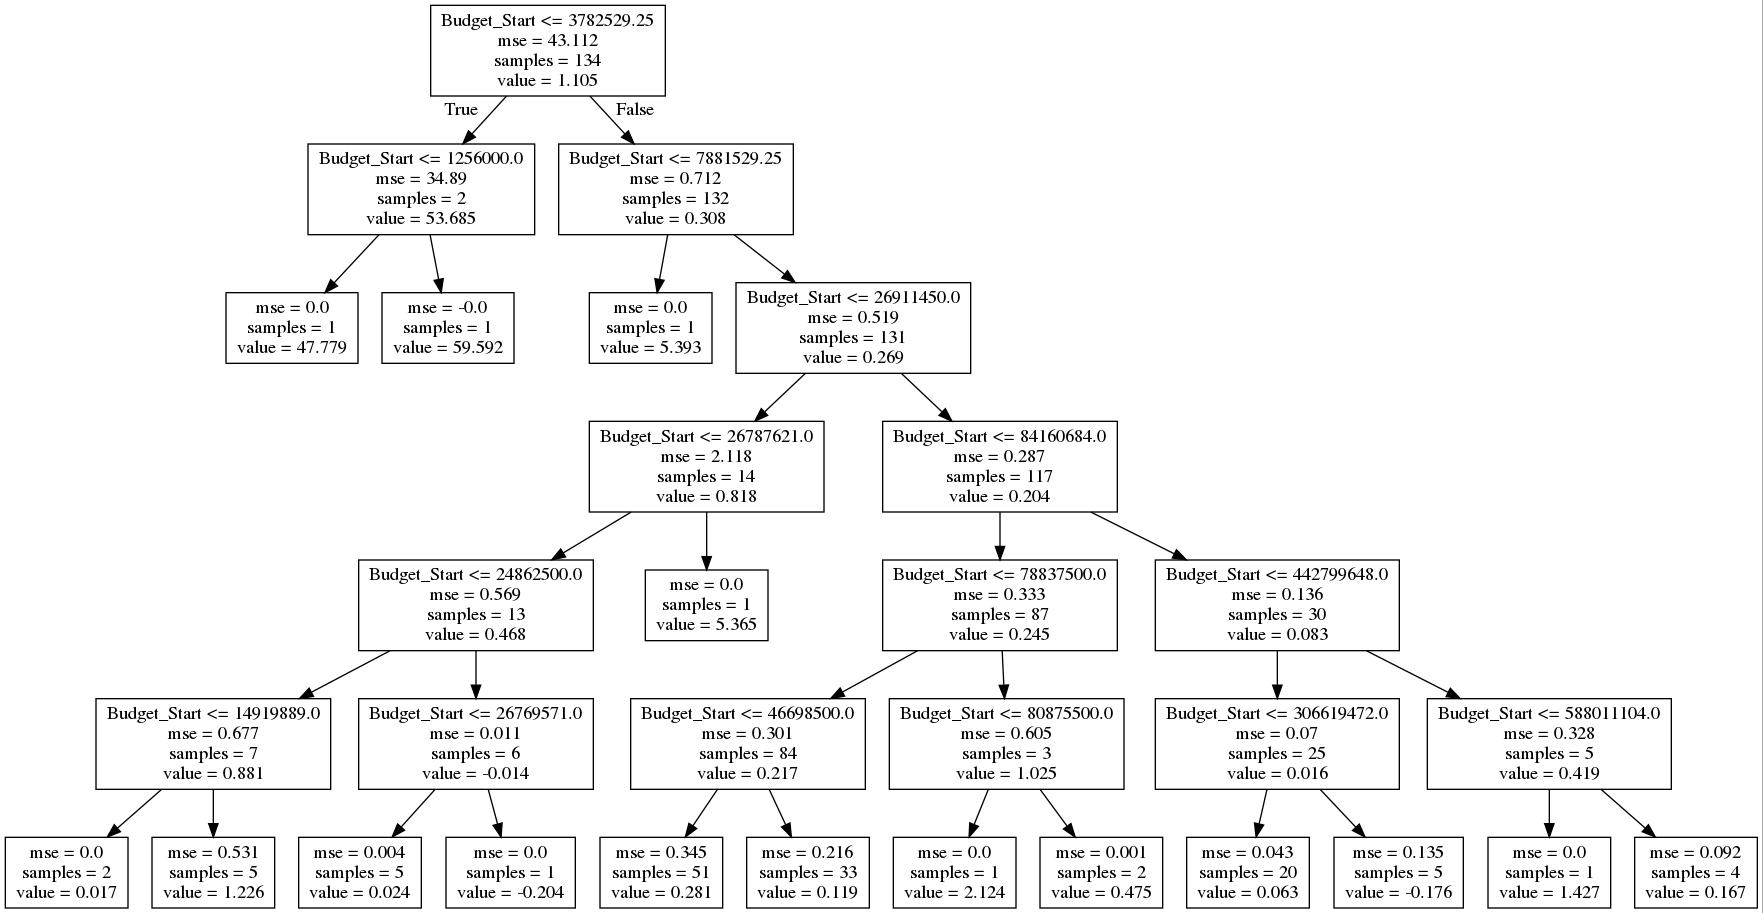 Budget_Start <= 3782529.25
mse = 43.112
samples = 134
value = 1.105
True
False
Budget_Start <= 1256000.0
mse = 34.89
samples = 2
value = 53.685
Budget_Start <= 7881529.25
mse = 0.712
samples = 132
value = 0.308
mse = 0.0
samples = 1
value = 47.779
mse = -0.0
samples = 1
value = 59.592
mse = 0.0
samples = 1
value = 5.393
Budget_Start <= 26911450.0
mse = 0.519
samples = 131
value = 0.269
Budget_Start <= 26787621.0
mse = 2.118
samples = 14
value = 0.818
Budget_Start <= 84160684.0
mse = 0.287
samples = 117
value = 0.204
Budget_Start <= 24862500.0
mse = 0.569
samples = 13
value = 0.468
mse = 0.0
samples = 1
value = 5.365
Budget_Start <= 78837500.0
mse = 0.333
samples = 87
value = 0.245
Budget_Start <= 442799648.0
mse = 0.136
samples = 30
value = 0.083
Budget_Start <= 14919889.0
mse = 0.677
samples = 7
value = 0.881
Budget_Start <= 26769571.0
mse = 0.011
samples = 6
value = -0.014
Budget_Start <= 46698500.0
mse = 0.301
samples = 84
value = 0.217
Budget_Start <= 80875500.0
mse = 0.605
samples = 3
value = 1.025
Budget_Start <= 306619472.0
mse = 0.07
samples = 25
value = 0.016
Budget_Start <= 588011104.0
mse = 0.328
samples = 5
value = 0.419
mse = 0.0
samples = 2
value = 0.017
mse = 0.531
samples = 5
value = 1.226
mse = 0.004
samples = 5
value = 0.024
mse = 0.0
samples = 1
value = -0.204
mse = 0.345
samples = 51
value = 0.281
mse = 0.216
samples = 33
value = 0.119
mse = 0.0
samples = 1
value = 2.124
mse = 0.001
samples = 2
value = 0.475
mse = 0.043
samples = 20
value = 0.063
mse = 0.135
samples = 5
value = -0.176
mse = 0.0
samples = 1
value = 1.427
mse = 0.092
samples = 4
value = 0.167